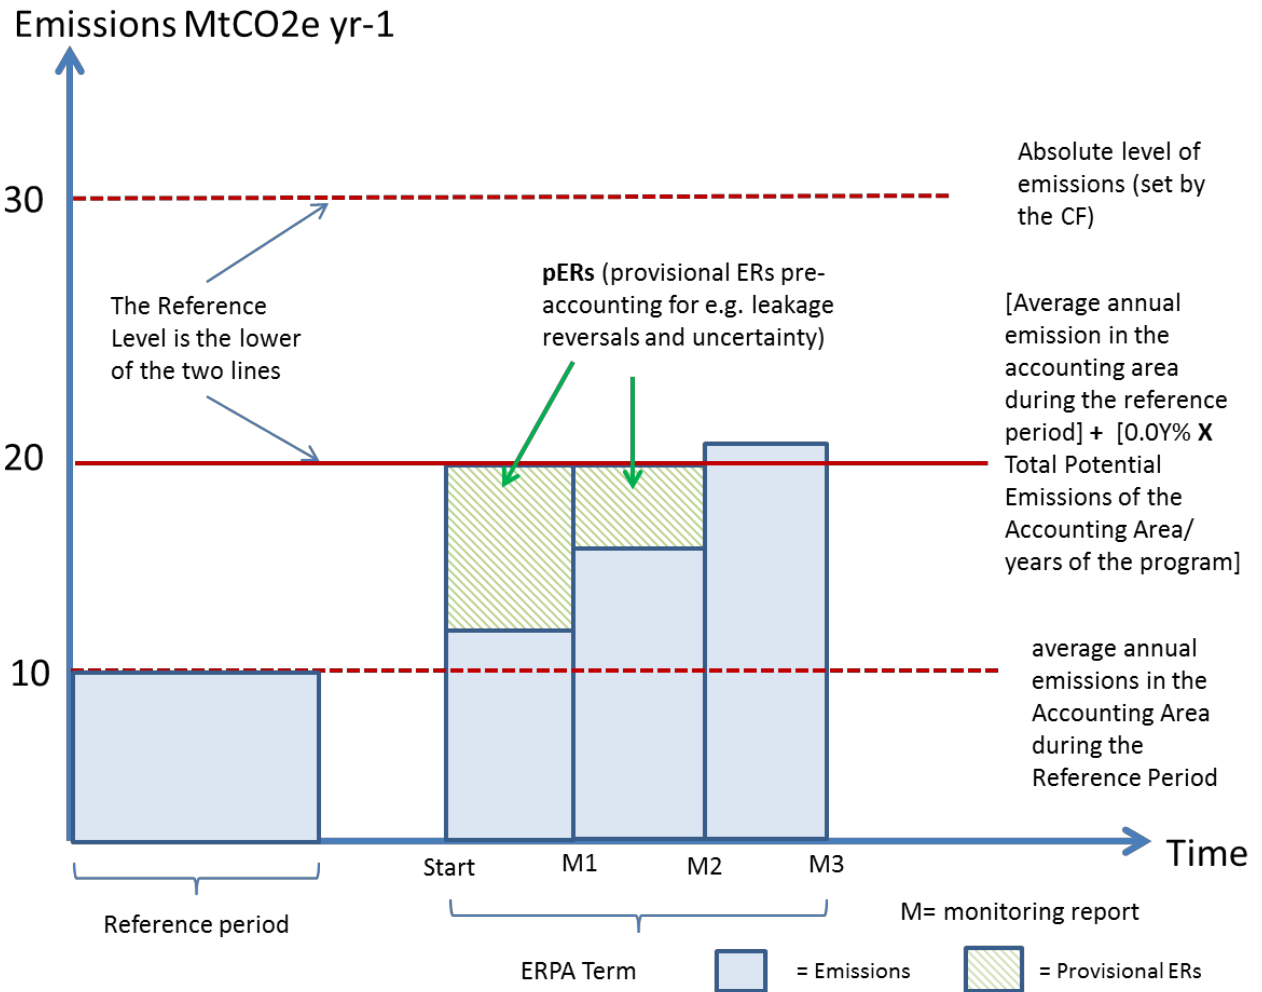 Emissions MtCO2e yr-1
30
Absolute level of
emissions (set by
the CF)
pERs (provisional ERs pre-
accounting for e.g. leakage
reversals and uncertainty)
The Reference
Level is the lower
of the two lines
[Average annual
emission in the
accounting area
during the reference
period] + [0.0Y% X
Total Potential
Emissions of the
Accounting Area/
years of the program]
20
10
average annual
emissions in the
Accounting Area
during the
Reference Period
Start
M1
M2
M3
Time
Reference period
M= monitoring report
ERPA Term
= Emissions
= Provisional ERs